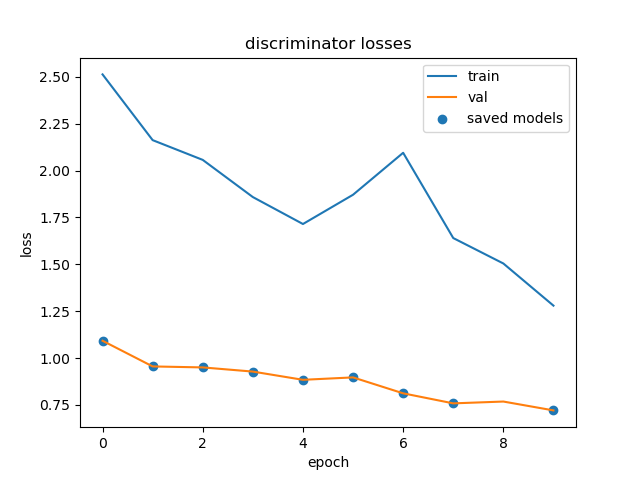 discriminator losses
train
val
saved models
2.50
2.25
2.00
1.75
1.50
1.25
1.00
0.75
loss
0 2 4 6 8
epoch